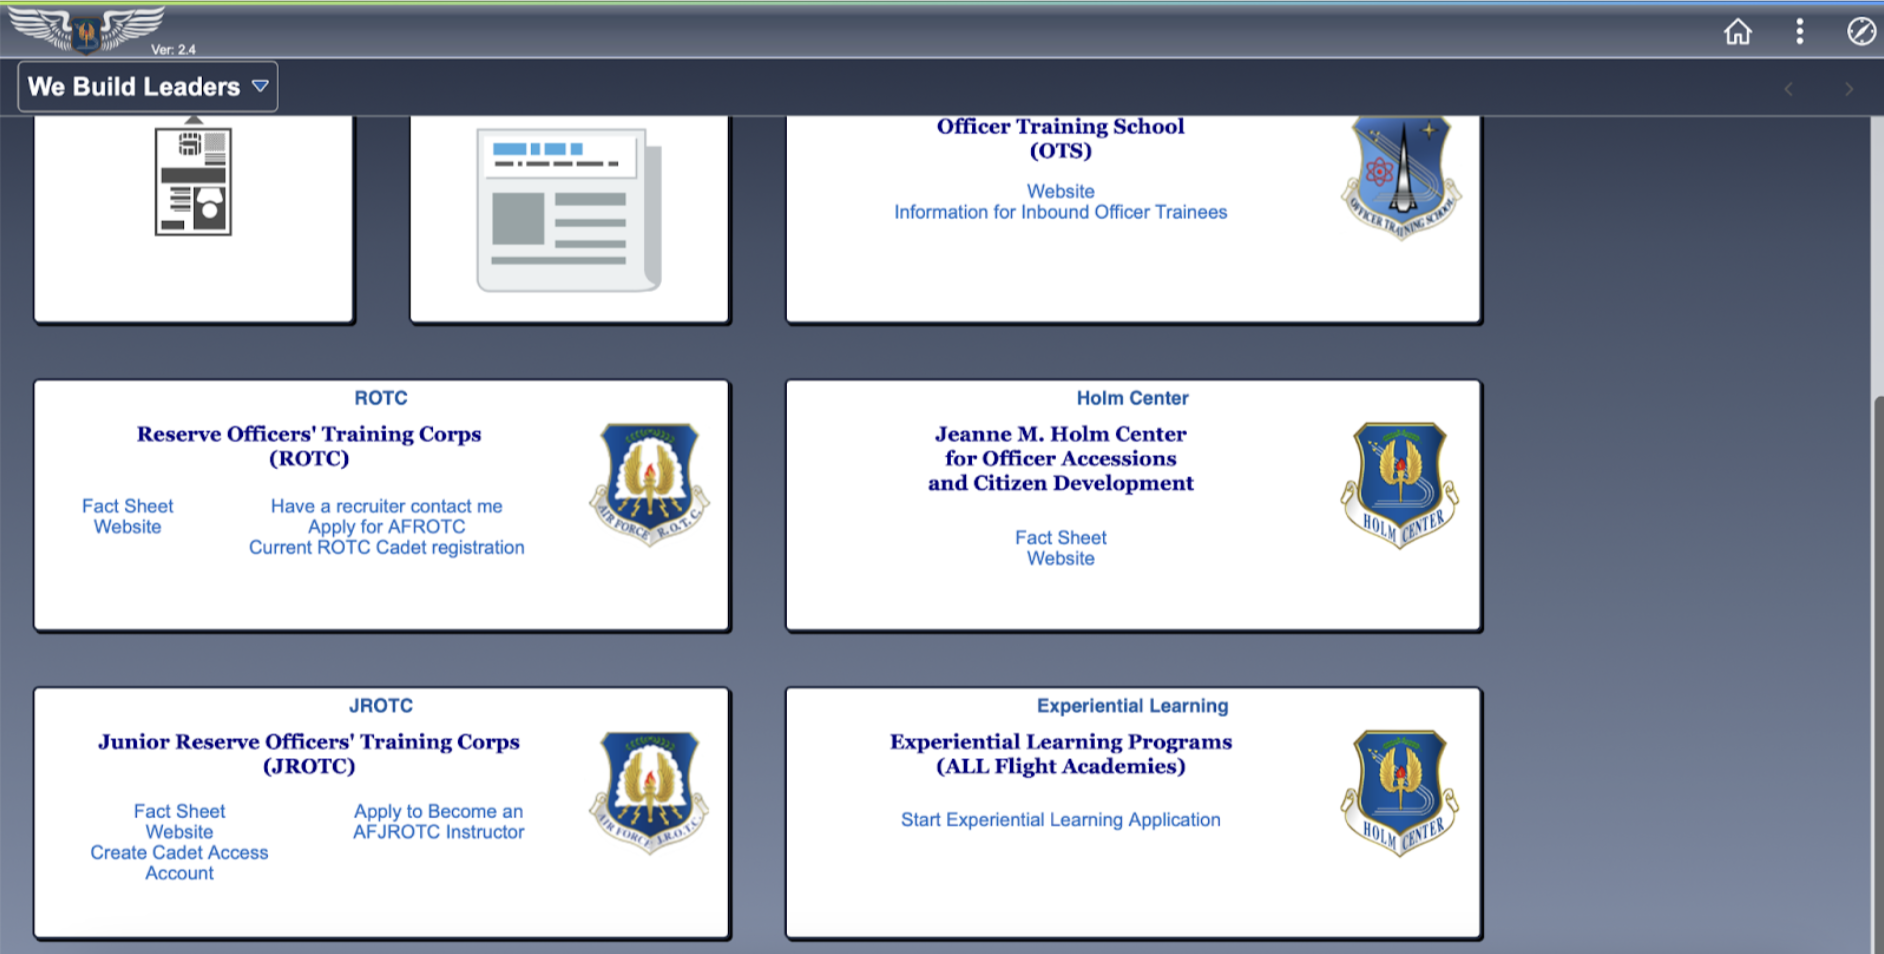 Ver: 2.4
We Build Leaders
Officer Training School
(OTS)
Website
Information for Inbound Officer Trainees
OFFICER TRAINING SCHOOL
ROTC
Reserve Officers' Training Corps
(ROTC)
Fact Sheet
Website
Have a recruiter contact me
Apply for AFROTC
Current ROTC Cadet registration
AIR FORCE R.O.T.C.
Holm Center
Jeanne M. Holm Center
for Officer Accessions
and Citizen Development
Fact Sheet
Website
HOLM CENTER
JROTC
Junior Reserve Officers' Training Corps
(JROTC)
Fact Sheet
Website
Create Cadet Access
Account
Apply to Become an
AFJROTC Instructor
AIR FORCE J.R.O.T.C.
Experiential Learning
Experiential Learning Programs
(ALL Flight Academies)
Start Experiential Learning Application
HOLM CENTER